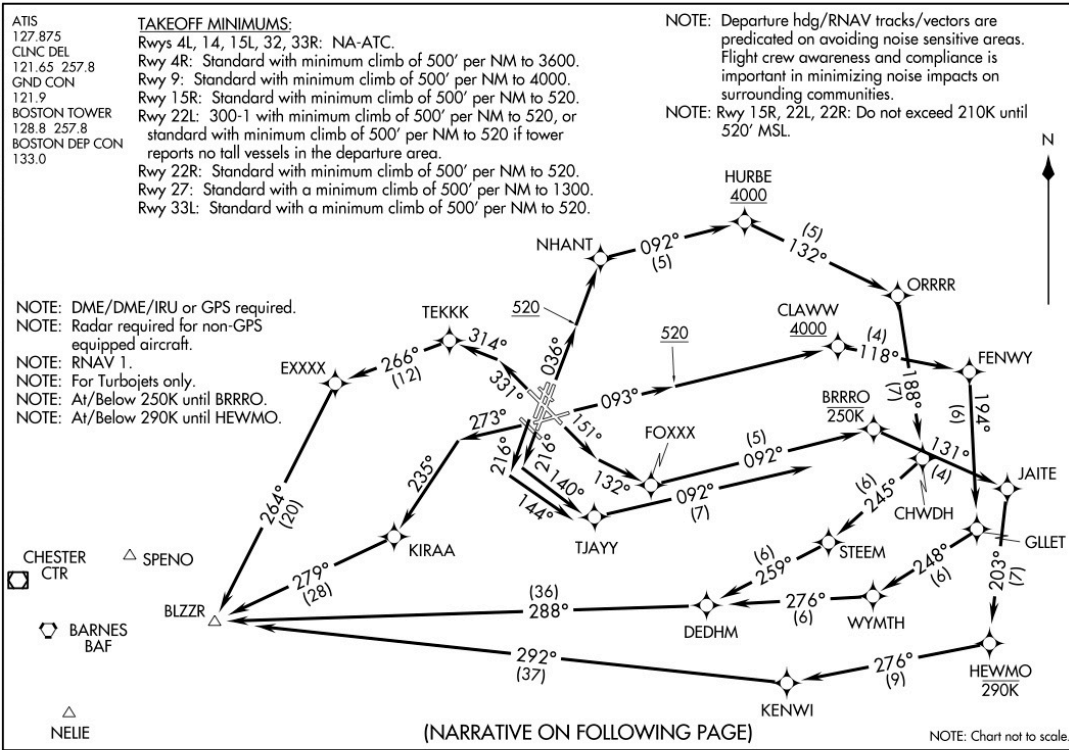 ATIS
127.875
CLNC DEL
121.65 257.8
GND CON
121.9
BOSTON TOWER
128.8 257.8
BOSTON DEP CON
133.0
TAKEOFF MINIMUMS:
Rwys 4L, 14, 15L, 32, 33R: NA-ATC.
Rwy 4R: Standard with minimum climb of 500' per NM to 3600.
Rwy 9: Standard with minimum climb of 500' per NM to 4000.
Rwy 15R: Standard with minimum climb of 500' per NM to 520.
Rwy 22L: 300-1 with minimum climb of 500' per NM to 520, or
standard with minimum climb of 500' per NM to 520 if tower
reports no tall vessels in the departure area.
Rwy 22R: Standard with minimum climb of 500' per NM to 520.
Rwy 27: Standard with a minimum climb of 500' per NM to 1300.
Rwy 33L: Standard with a minimum climb of 500' per NM to 520.
NOTE: Departure hdg/RNAV tracks/vectors are
predicated on avoiding noise sensitive areas.
Flight crew awareness and compliance is
important in minimizing noise impacts on
surrounding communities.
NOTE: Rwy 15R, 22L, 22R: Do not exceed 210K until
520' MSL.
N
HURBE
4000
NHANT
092°
(5)
(5)
132°
ORRRR
NOTE: DME/DME/IRU or GPS required.
NOTE: Radar required for non-GPS
equipped aircraft.
NOTE: RNAV 1.
NOTE: For Turbojets only.
NOTE: At/Below 250K until BRRRO.
NOTE: At/Below 290K until HEWMO.
TEKKK
520
036°
520
CLAWW
4000
(4)
118°
FENWY
EXXXX
266°
(12)
314°
331°
093°
188°
(7)
194°
(6)
BRRRO
250K
273°
216°
216°
151°
132°
FOXXX
(5)
092°
131°
(4)
JAITE
235°
140°
144°
092°
(7)
TJAYY
CHWDH
(6)
245°
264°
(20)
KIRAA
STEEM
GLLET
248°
(6)
203°
(7)
CHESTER
CTR
SPENO
279°
(28)
(6)
259°
BLZZR
(36)
288°
DEDHM
276°
(6)
WYMTH
BARNES
BAF
292°
(37)
276°
(9)
HEWMO
290K
KENWI
NELIE
(NARRATIVE ON FOLLOWING PAGE)
NOTE: Chart not to scale.